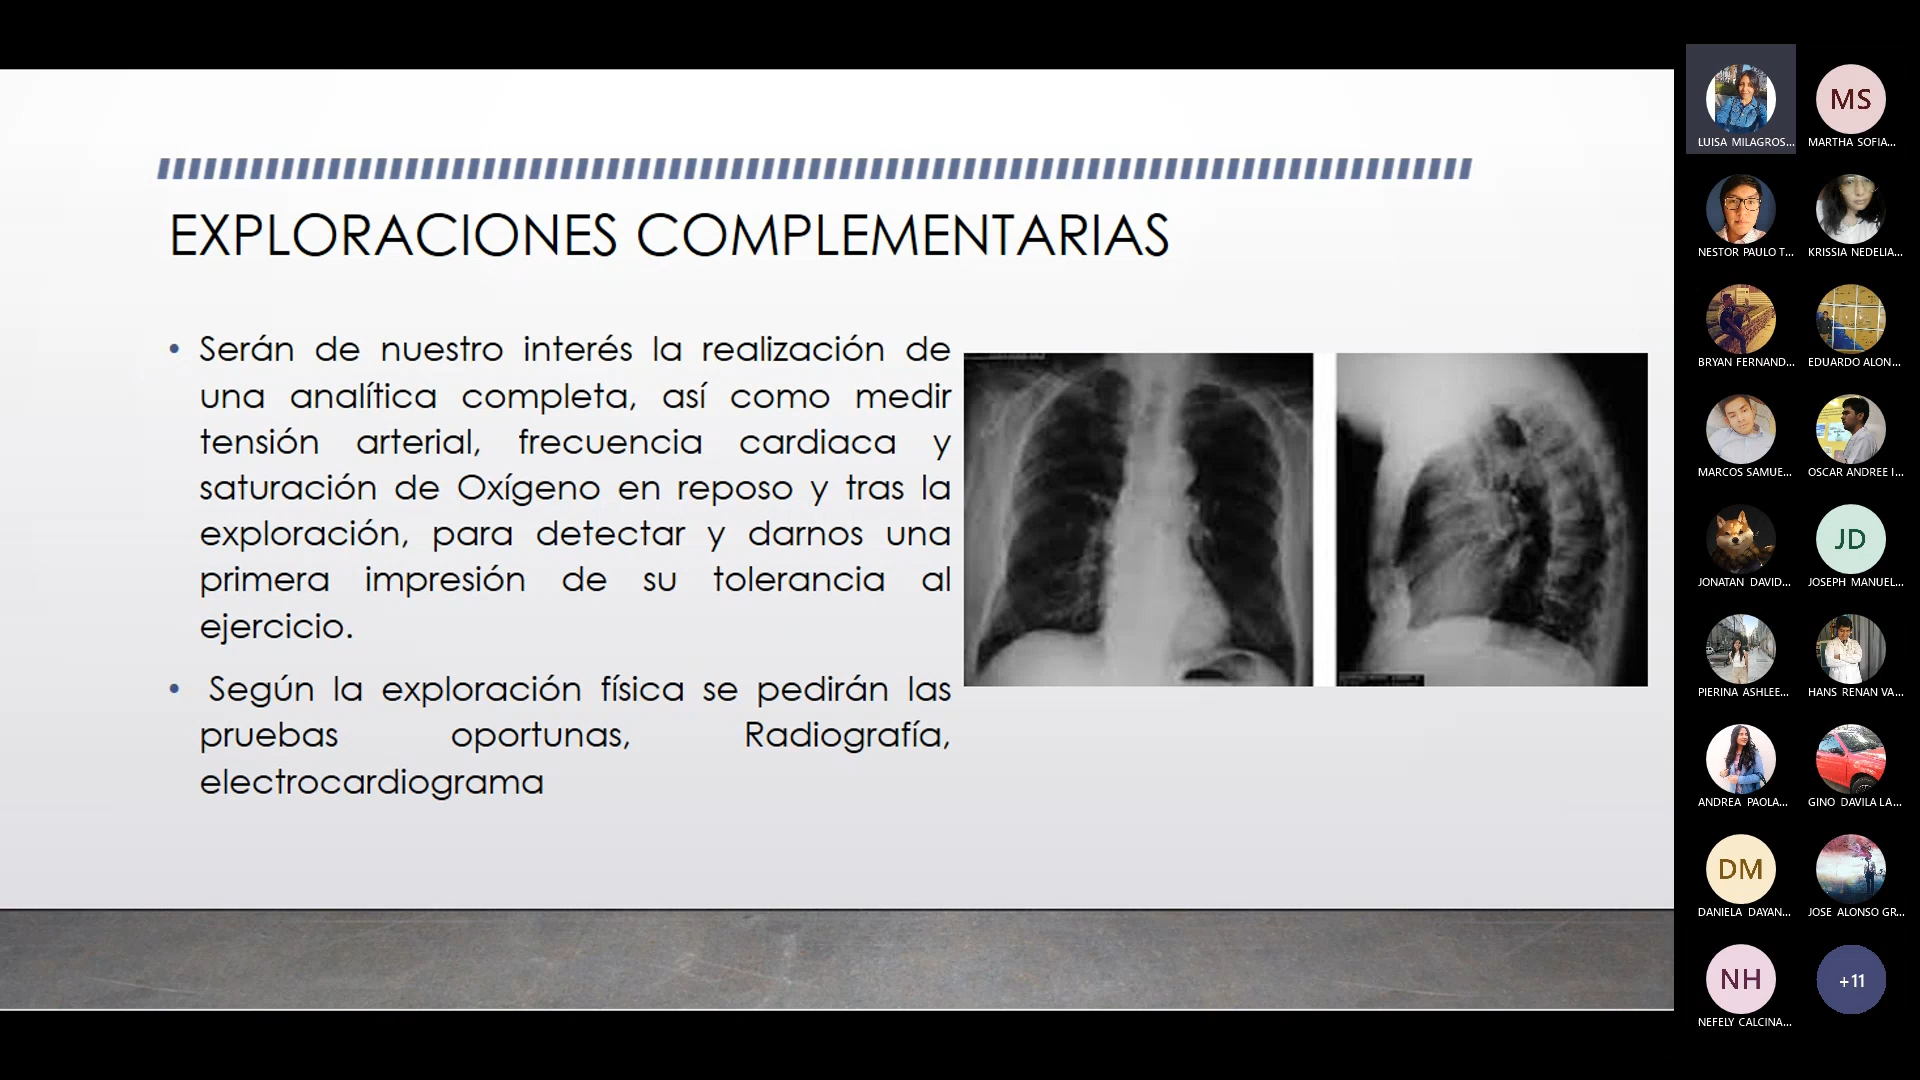 EXPLORACIONES COMPLEMENTARIAS
• Serán de nuestro interés la realización de
una analítica completa, así como medir
tensión arterial, frecuencia cardiaca y
saturación de Oxígeno en reposo y tras la
exploración, para detectar y darnos una
primera impresión de su tolerancia al
ejercicio.
• Según la exploración física se pedirán las
pruebas oportunas, Radiografía,
electrocardiograma
LUISA MILAGROS...
MS
MARTHA SOFIA...
NESTOR PAULO T...
KRISSIA NEDELIA...
BRYAN FERNAND...
EDUARDO ALON...
MARCOS SAMUE...
OSCAR ANDREE I...
JONATAN DAVID...
JD
JOSEPH MANUEL...
PIERINA ASHLEE...
HANS RENAN VA...
ANDREA PAOLA...
GINO DAVILA LA...
DM
DANIELA DAYAN...
JOSE ALONSO GR...
NH
NEFELY CALCINA...
+11